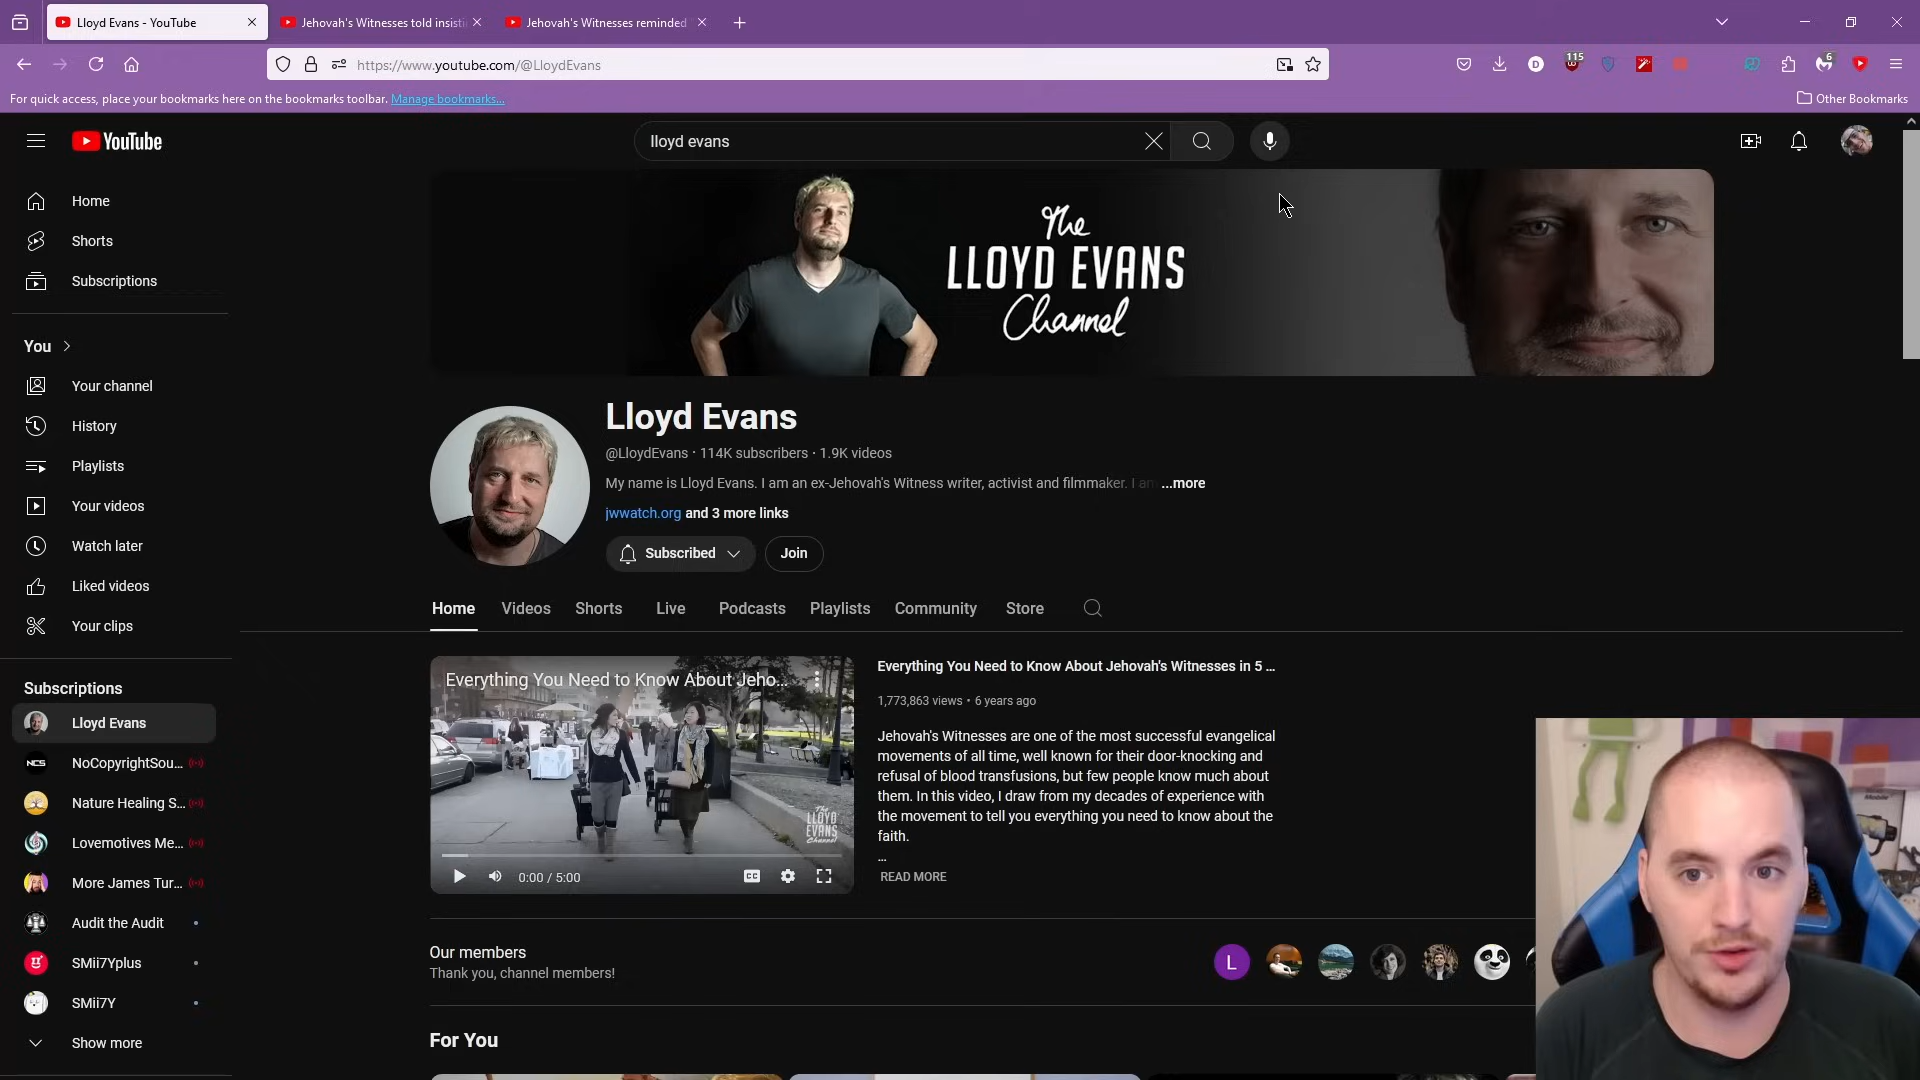 Lloyd Evans - YouTube
Jehovah's Witnesses told insisti
Jehovah's Witnesses reminded
https://www.youtube.com/@LloydEvans
D
115
6
For quick access, place your bookmarks here on the bookmarks toolbar. Manage bookmarks...
Other Bookmarks
YouTube
lloyd evans
Home
Shorts
Subscriptions
You
Your channel
History
Playlists
Your videos
Watch later
Liked videos
Your clips
Subscriptions
Lloyd Evans
NCS
NoCopyrightSou...
Nature Healing S...
Lovemotives Me...
More James Tur...
Audit the Audit
SMii7Yplus
SMii7Y
Show more
The
LLOYD EVANS
Channel
Lloyd Evans
@LloydEvans · 114K subscribers · 1.9K videos
My name is Lloyd Evans. I am an ex-Jehovah's Witness writer, activist and filmmaker. I am ...more
jwwatch.org and 3 more links
Subscribed
Join
Home
Videos
Shorts
Live
Podcasts
Playlists
Community
Store
Everything You Need to Know About Jeho...
The
LLOYD
EVANS
Channel
0:00 / 5:00
CC
Everything You Need to Know About Jehovah's Witnesses in 5 ...
1,773,863 views · 6 years ago
Jehovah's Witnesses are one of the most successful evangelical
movements of all time, well known for their door-knocking and
refusal of blood transfusions, but few people know much about
them. In this video, I draw from my decades of experience with
the movement to tell you everything you need to know about the
faith.
...
READ MORE
Our members
Thank you, channel members!
L
For You
Mobile